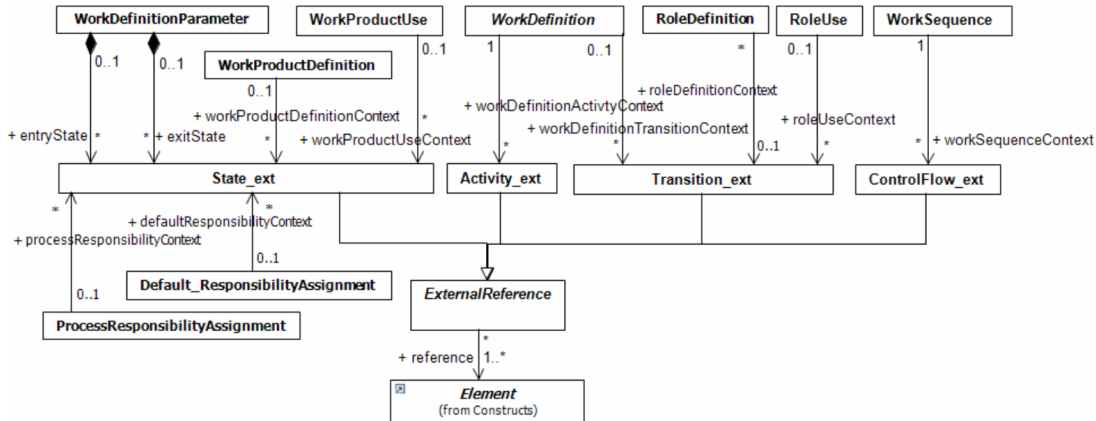 WorkDefinitionParameter
WorkProductUse
WorkDefinition
RoleDefinition
RoleUse
WorkSequence
0..1
0..1
WorkProductDefinition
0..1
1
0..1
*
0..1
1
0..1
+ workProductDefinitionContext
+ workDefinitionActivtyContext
+ roleDefinitionContext
+ entryState
*
* + exitState
*
+ workProductUseContext
*
*
+ workDefinitionTransitionContext
*
0..1
+ roleUseContext
*
* + workSequenceContext
State_ext
Activity_ext
Transition_ext
ControlFlow_ext
*
*
+ defaultResponsibilityContext
+ processResponsibilityContext
0..1
Default_ResponsibilityAssignment
0..1
ProcessResponsibilityAssignment
ExternalReference
*
+ reference 1..*
Element
(from Constructs)